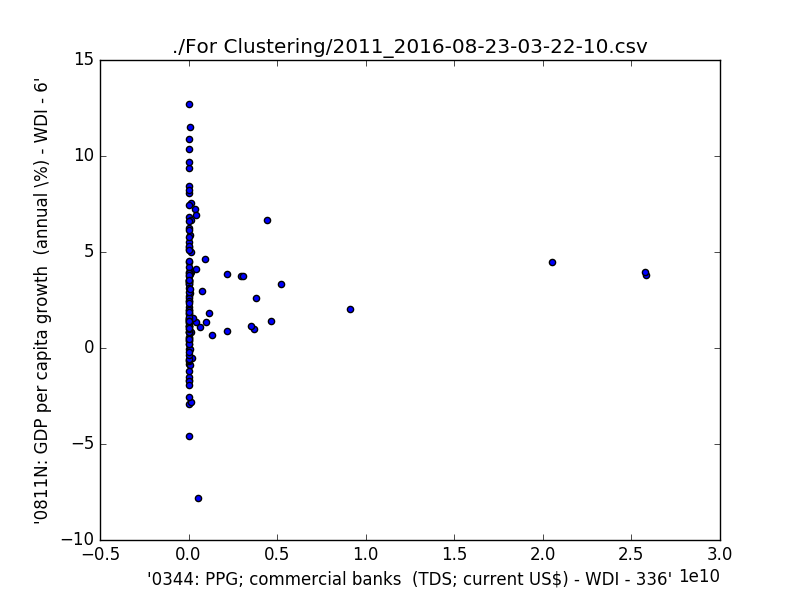 ./For Clustering/2011_2016-08-23-03-22-10.csv
'0811N: GDP per capita growth  (annual \%) - WDI - 6'
15
10
5
0
−5
−10
−0.5 0.0 0.5 1.0 1.5 2.0 2.5 3.0
1e10
'0344: PPG; commercial banks  (TDS; current US$) - WDI - 336'